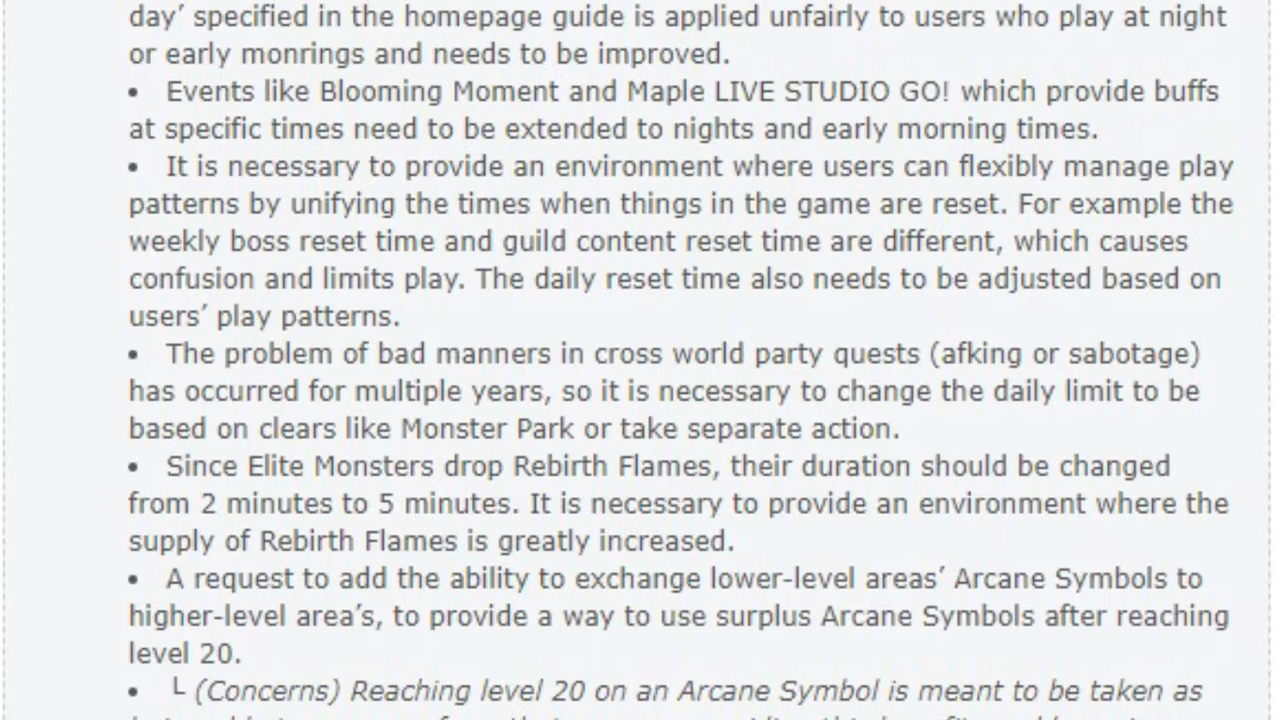 day’ specified in the homepage guide is applied unfairly to users who play at night
or early monrings and needs to be improved.
• Events like Blooming Moment and Maple LIVE STUDIO GO! which provide buffs
at specific times need to be extended to nights and early morning times.
• It is necessary to provide an environment where users can flexibly manage play
patterns by unifying the times when things in the game are reset. For example the
weekly boss reset time and guild content reset time are different, which causes
confusion and limits play. The daily reset time also needs to be adjusted based on
users’ play patterns.
• The problem of bad manners in cross world party quests (afking or sabotage)
has occurred for multiple years, so it is necessary to change the daily limit to be
based on clears like Monster Park or take separate action.
• Since Elite Monsters drop Rebirth Flames, their duration should be changed
from 2 minutes to 5 minutes. It is necessary to provide an environment where the
supply of Rebirth Flames is greatly increased.
• A request to add the ability to exchange lower-level areas’ Arcane Symbols to
higher-level area’s, to provide a way to use surplus Arcane Symbols after reaching
level 20.
• └ (Concerns) Reaching level 20 on an Arcane Symbol is meant to be taken as